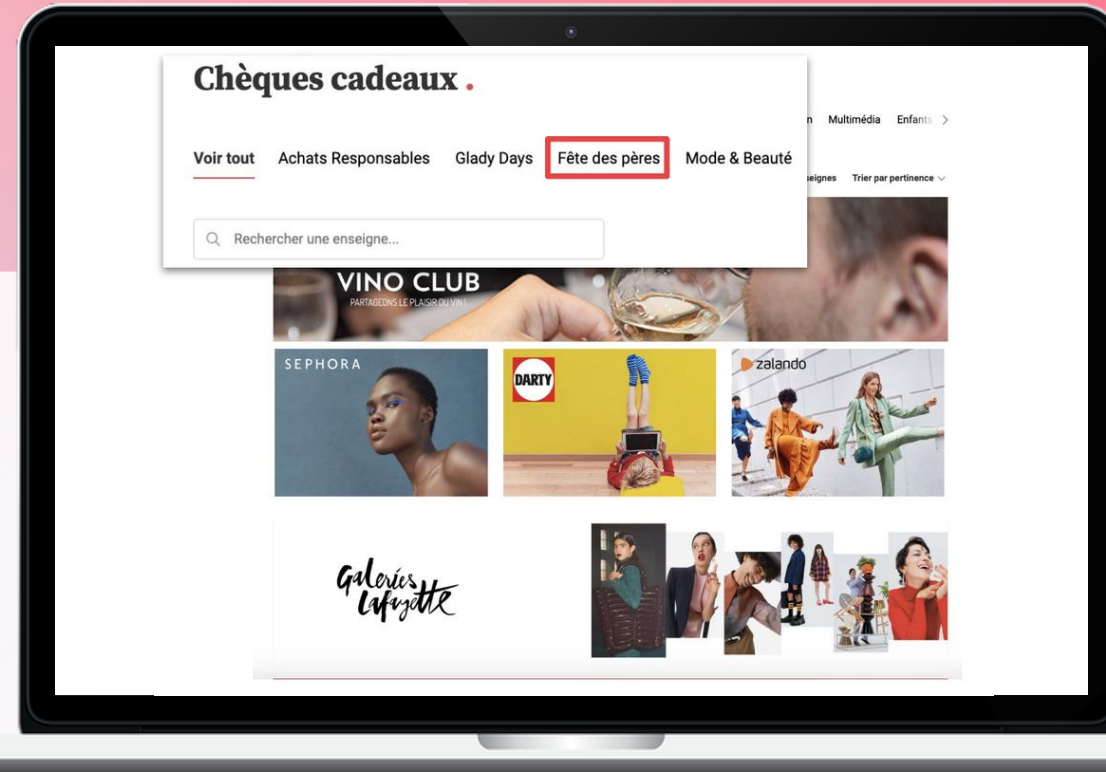 Chèques cadeaux .
Multimédia Enfants
Voir tout Achats Responsables Glady Days Fête des pères Mode & Beauté
Trier par pertinence
Rechercher une enseigne...
VINO CLUB
PARTAGEONS LE PLAISIR DU VIN !
SEPHORA
DARTY
zalando
Galeries
Lafayette